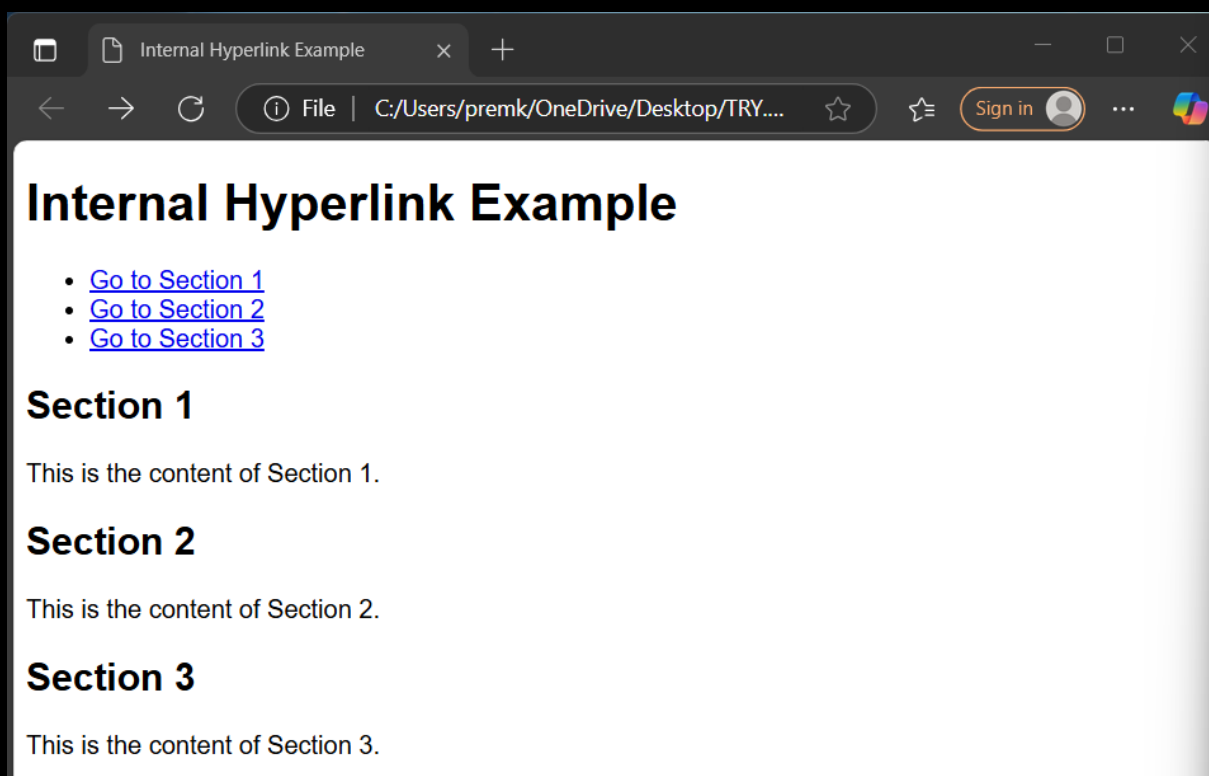 Internal Hyperlink Example
File | C:/Users/premk/OneDrive/Desktop/TRY....
Sign in
Internal Hyperlink Example
Go to Section 1
Go to Section 2
Go to Section 3
Section 1
This is the content of Section 1.
Section 2
This is the content of Section 2.
Section 3
This is the content of Section 3.